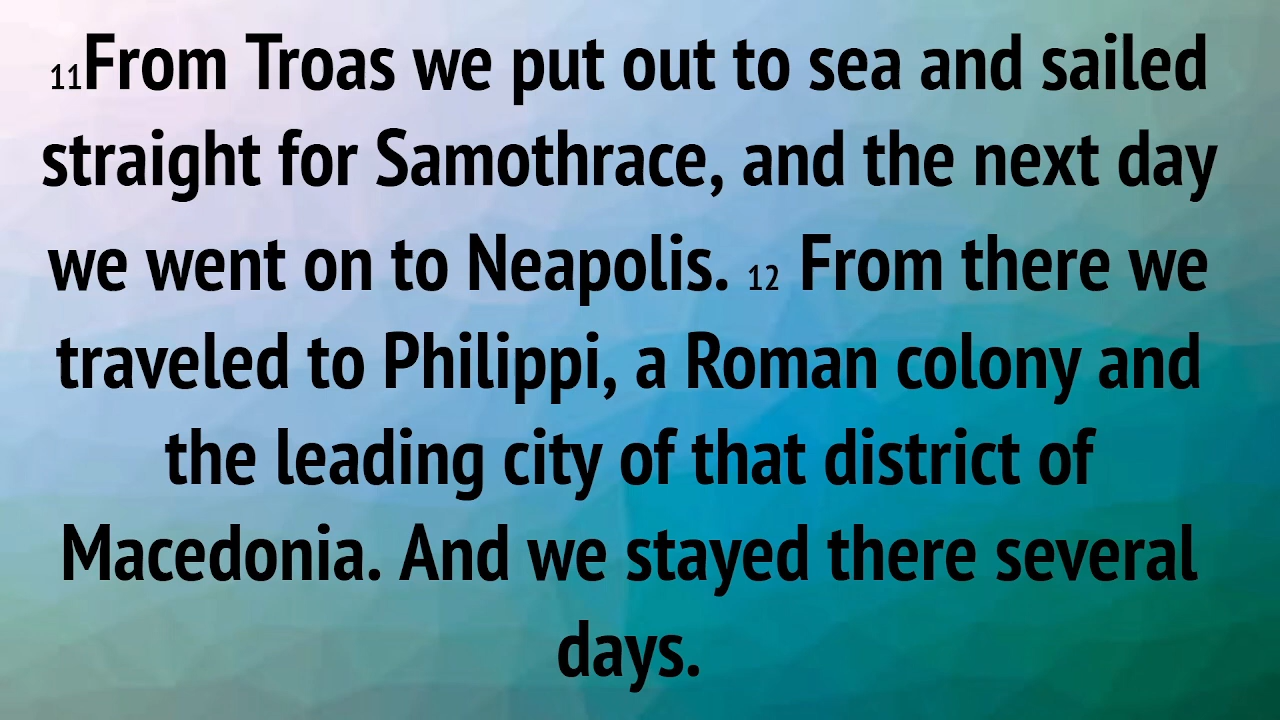 11From Troas we put out to sea and sailed
straight for Samothrace, and the next day
we went on to Neapolis. 12 From there we
traveled to Philippi, a Roman colony and
the leading city of that district of
Macedonia. And we stayed there several
days.